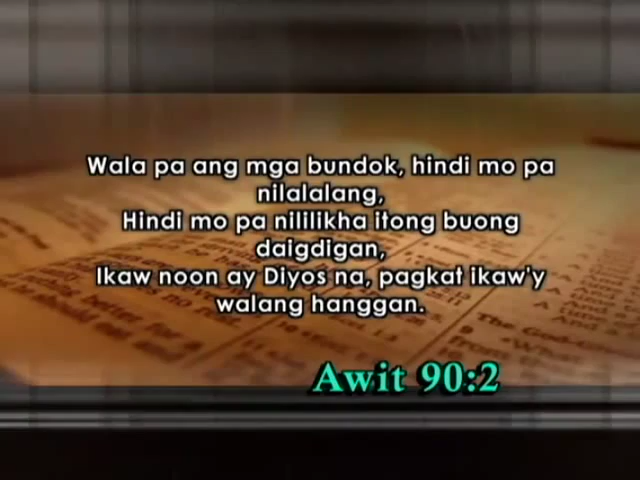 Wala pa ang mga bundok, hindi mo pa
nilalalang,
Hindi mo pa nililikha itong buong
daigdigan,
Ikaw noon ay Diyos na, pagkat ikaw'y
walang hanggan.
Awit 90:2